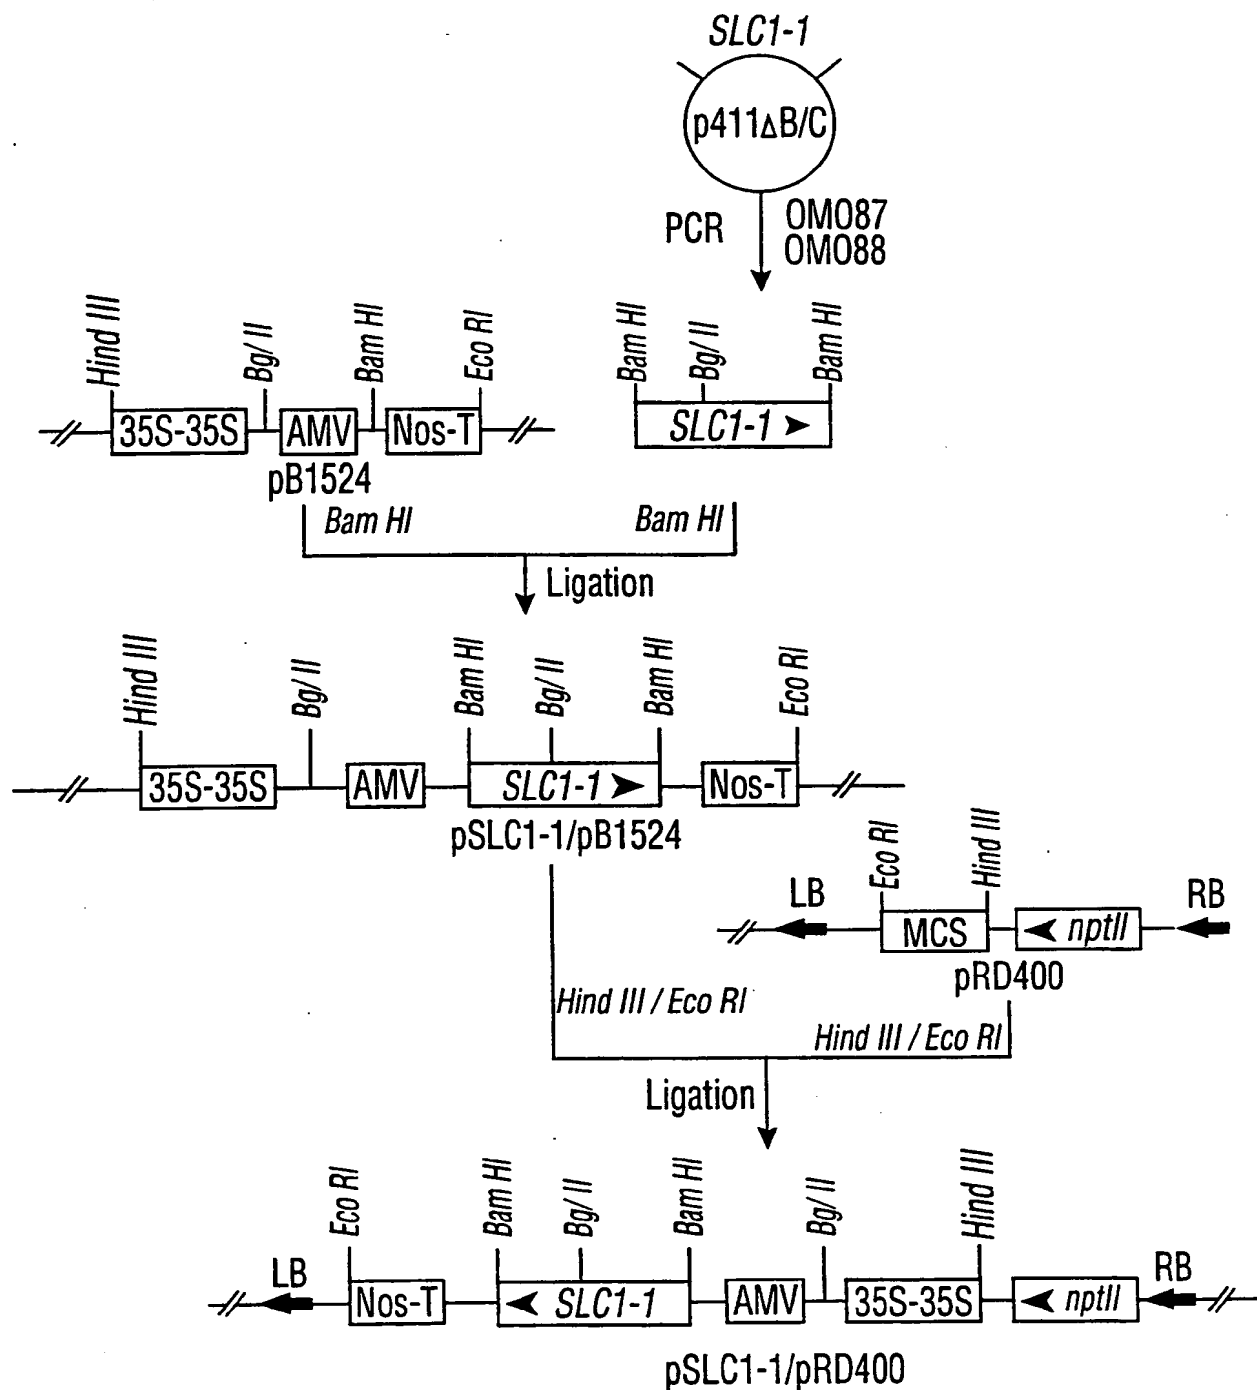 SLC1-1
p411ΔB/C
PCR
OM087
OM088
Hind III
Bgl II
Bam HI
Eco RI
35S-35S
AMV
Nos-T
pB1524
Bam HI
Bgl II
Bam HI
SLC1-1
Bam HI
Bam HI
Ligation
Hind III
Bgl II
Bam HI
Bgl II
Bam HI
Eco RI
35S-35S
AMV
SLC1-1
Nos-T
pSLC1-1/pB1524
Eco RI
Hind III
LB
MCS
nptII
RB
pRD400
Hind III / Eco RI
Hind III / Eco RI
Ligation
Eco RI
Bam HI
Bgl II
Bam HI
Bgl II
Hind III
LB
Nos-T
SLC1-1
AMV
35S-35S
nptII
RB
pSLC1-1/pRD400